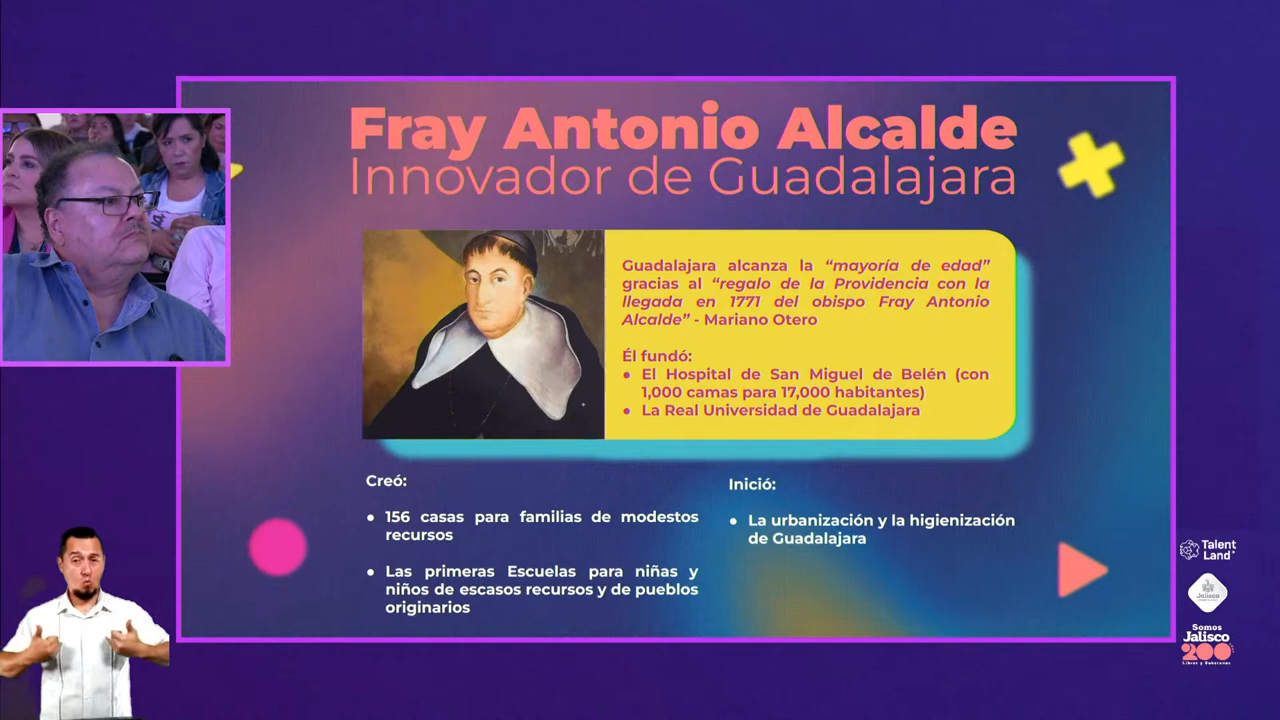 Fray Antonio Alcalde
Innovador de Guadalajara
Guadalajara alcanza la “mayoría de edad”
gracias al “regalo de la Providencia con la
llegada en 1771 del obispo Fray Antonio
Alcalde” - Mariano Otero
Él fundó:
● El Hospital de San Miguel de Belén (con
1,000 camas para 17,000 habitantes)
● La Real Universidad de Guadalajara
Creó:
● 156 casas para familias de modestos
recursos
● Las primeras Escuelas para niñas y
niños de escasos recursos y de pueblos
originarios
Inició:
● La urbanización y la higienización
de Guadalajara
Talent
Land
Jalisco
Somos
Jalisco
200
Libres y Soberanos